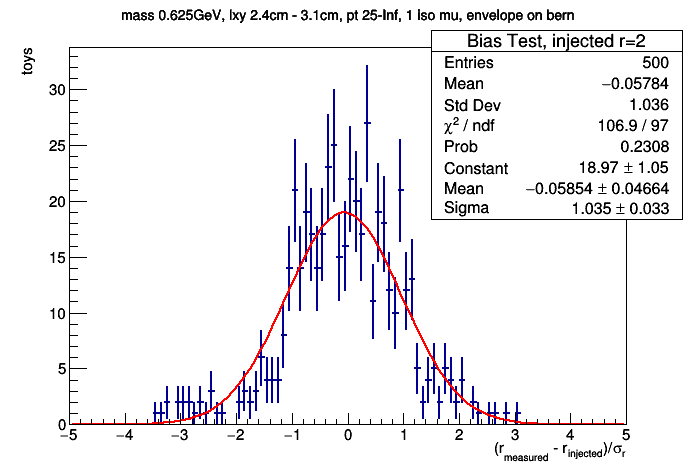 mass 0.625GeV, lxy 2.4cm - 3.1cm, pt 25-Inf, 1 Iso mu, envelope on bern
Bias Test, injected r=2
Entries 500
Mean −0.05784
Std Dev 1.036
χ² / ndf 106.9 / 97
Prob 0.2308
Constant 18.97 ± 1.05
Mean −0.05854 ± 0.04664
Sigma 1.035 ± 0.033
toys
30
25
20
15
10
5
0
−5 −4 −3 −2 −1 0 1 2 3 4 5
(r_measured - r_injected)/σ_r